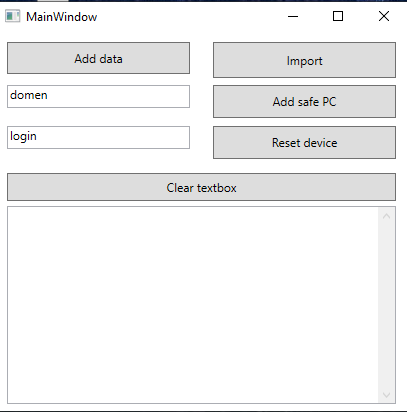 MainWindow
Add data
Import
domen
Add safe PC
login
Reset device
Clear textbox